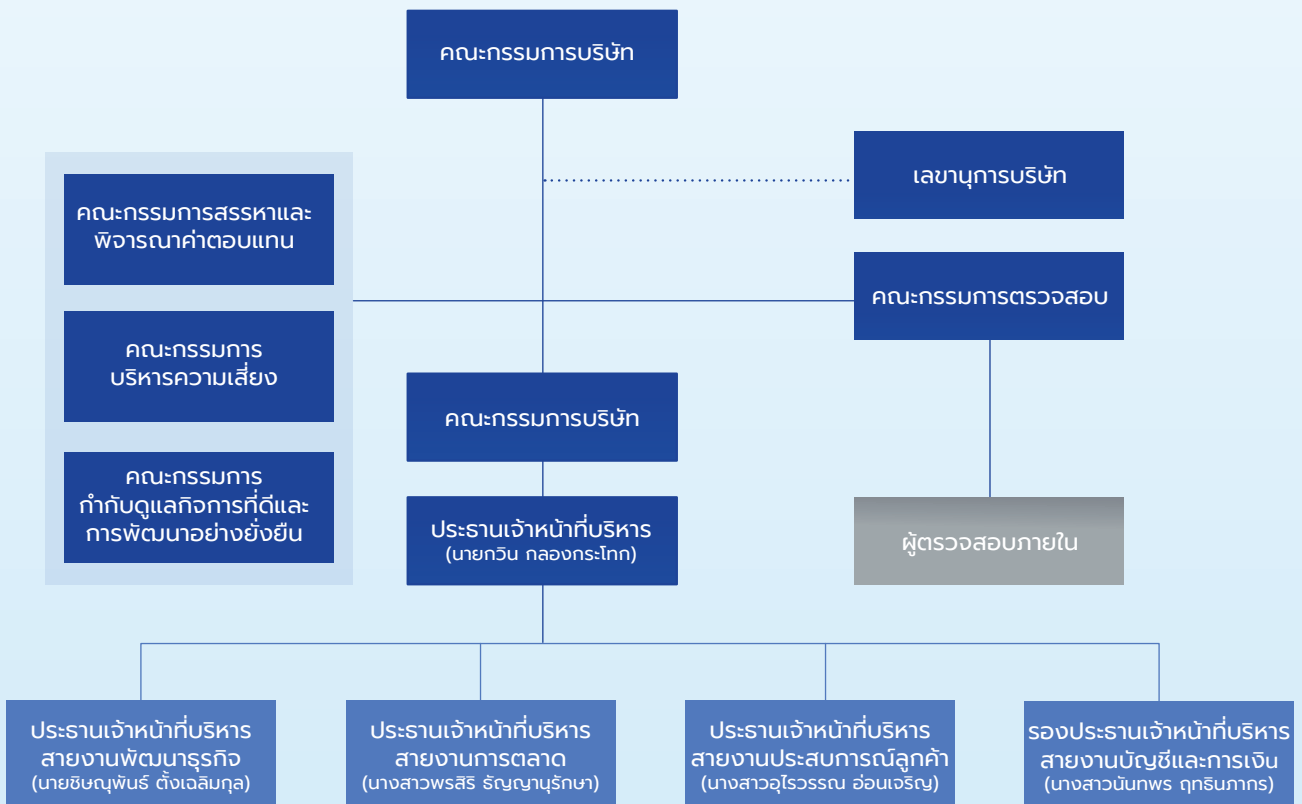 คณะกรรมการบริษัท
เลขานุการบริษัท
คณะกรรมการสรรหาและ
พิจารณาค่าตอบแทน
คณะกรรมการตรวจสอบ
คณะกรรมการ
บริหารความเสี่ยง
คณะกรรมการบริษัท
คณะกรรมการ
กำกับดูแลกิจการที่ดีและ
การพัฒนาอย่างยั่งยืน
ประธานเจ้าหน้าที่บริหาร
(นายกวิน กลองกระโทก)
ผู้ตรวจสอบภายใน
ประธานเจ้าหน้าที่บริหาร
สายงานพัฒนาธุรกิจ
(นายชิษณุพันธ์ ตั้งเฉลิมกุล)
ประธานเจ้าหน้าที่บริหาร
สายงานการตลาด
(นางสาวพรสิริ ธัญญานุรักษา)
ประธานเจ้าหน้าที่บริหาร
สายงานประสบการณ์ลูกค้า
(นางสาวอุไรวรรณ อ่อนเจริญ)
รองประธานเจ้าหน้าที่บริหาร
สายงานบัญชีและการเงิน
(นางสาวนันทพร ฤทธินภากร)